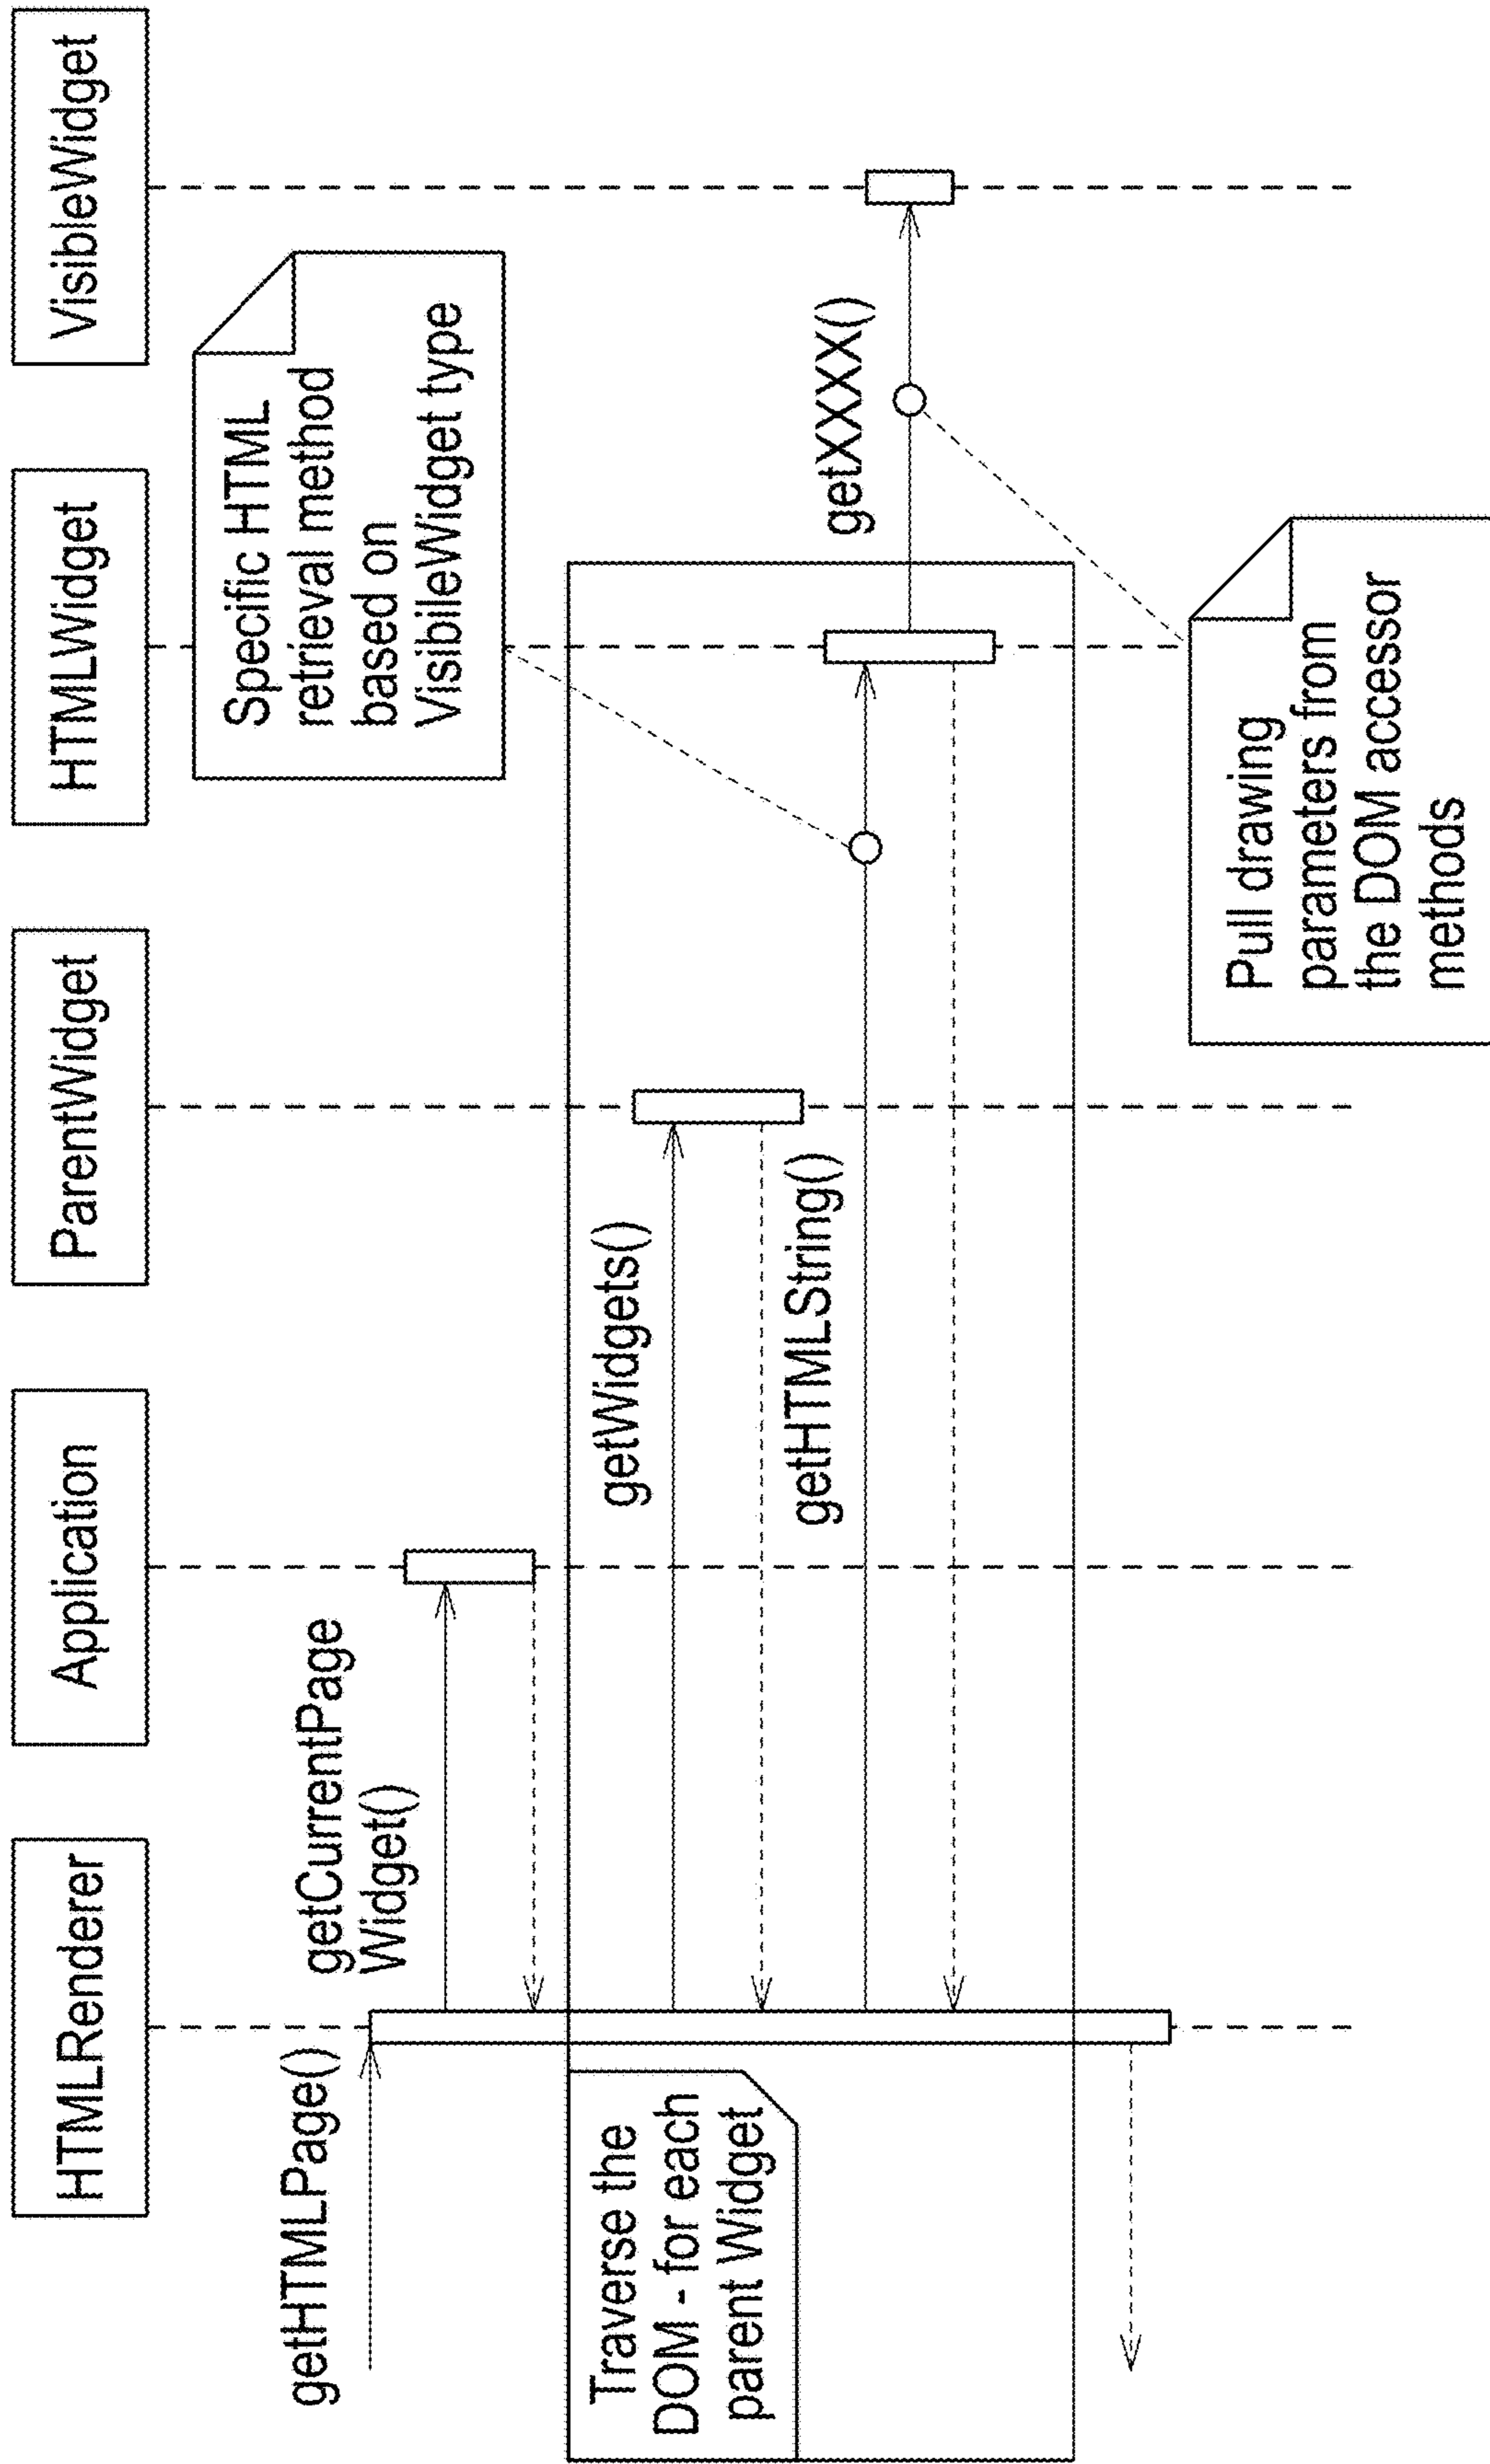 HTMLRenderer
Application
ParentWidget
HTMLWidget
VisibleWidget
getHTMLPage()
getCurrentPage
Widget()
Specific HTML
retrieval method
based on
VisbileWidget type
Traverse the
DOM - for each
parent Widget
getWidgets()
getHTMLString()
getXXXX()
Pull drawing
parameters from
the DOM accessor
methods